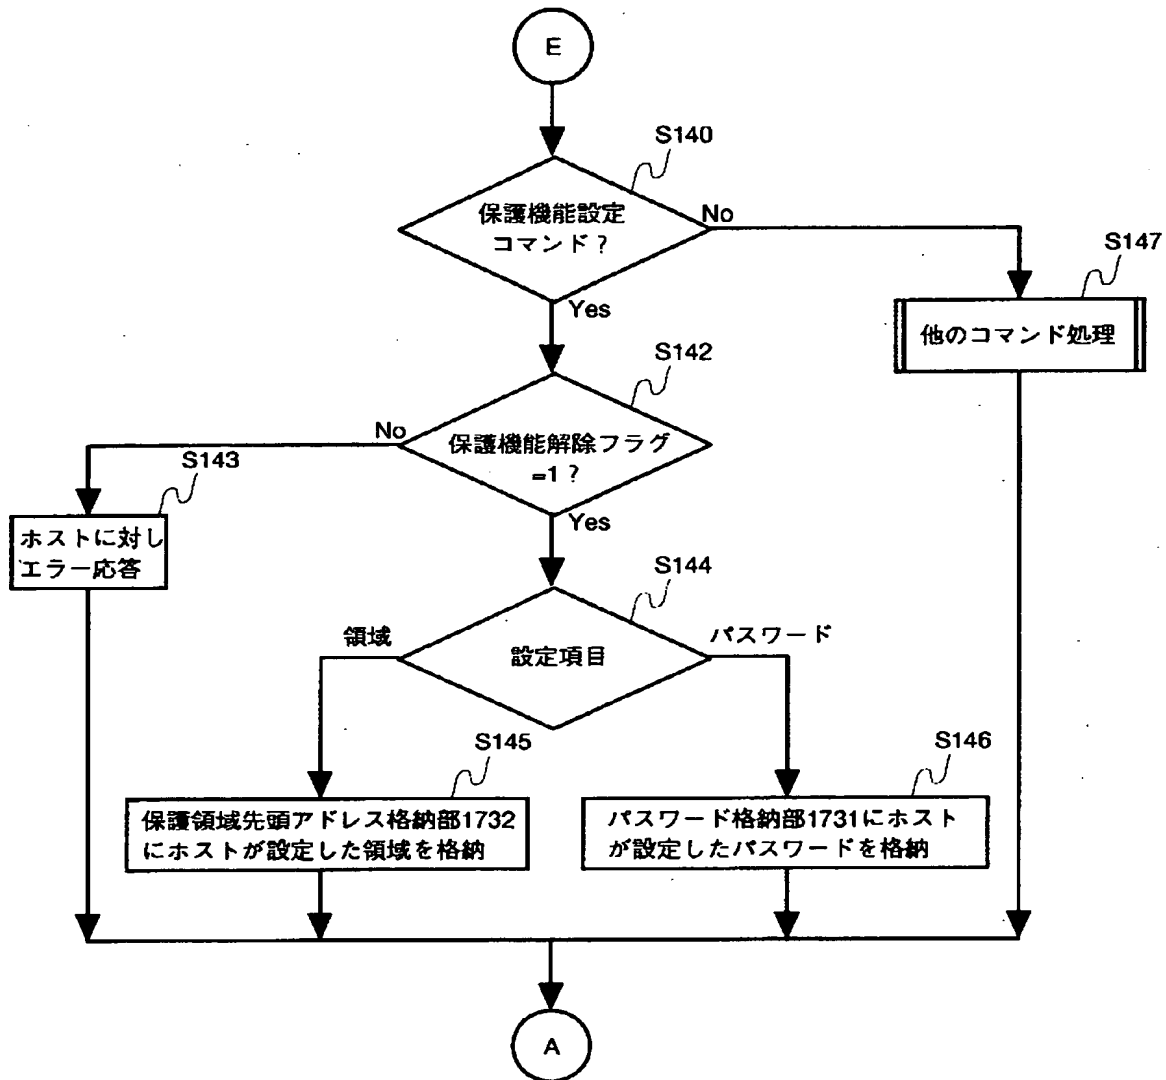 E
S140
保護機能設定
コマンド？
No
S147
Yes
他のコマンド処理
S142
No
保護機能解除フラグ
=1？
S143
Yes
ホストに対し
エラー応答
S144
領域
パスワード
設定項目
S145
S146
保護領域先頭アドレス格納部1732
にホストが設定した領域を格納
パスワード格納部1731にホスト
が設定したパスワードを格納
A